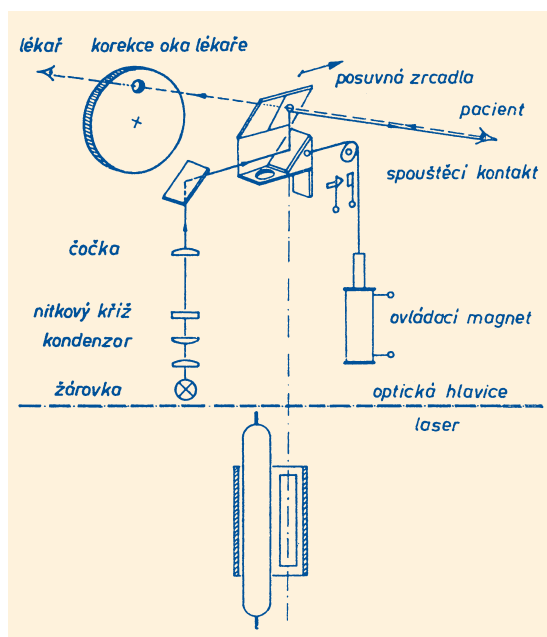 lékař
korekce oka lékaře
posuvná zrcadla
pacient
spouštěcí kontakt
čočka
nitkový kříž
kondenzor
ovládací magnet
žárovka
optická hlavice
laser